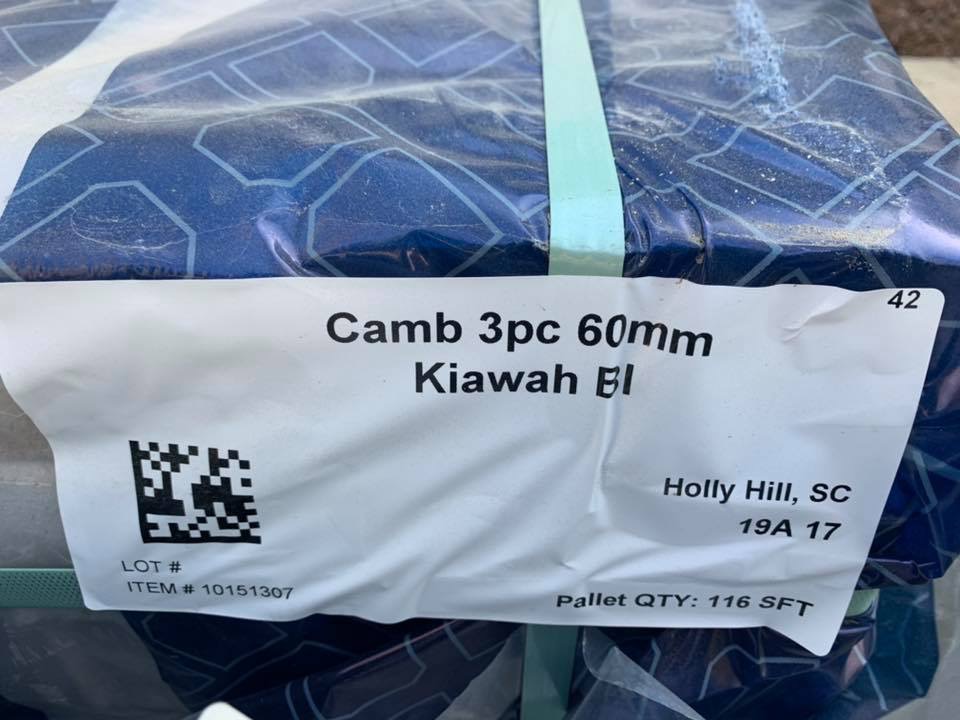 42
Camb 3pc 60mm
Kiawah Bl
Holly Hill, SC
19A 17
LOT #
ITEM # 10151307
Pallet QTY: 116 SFT